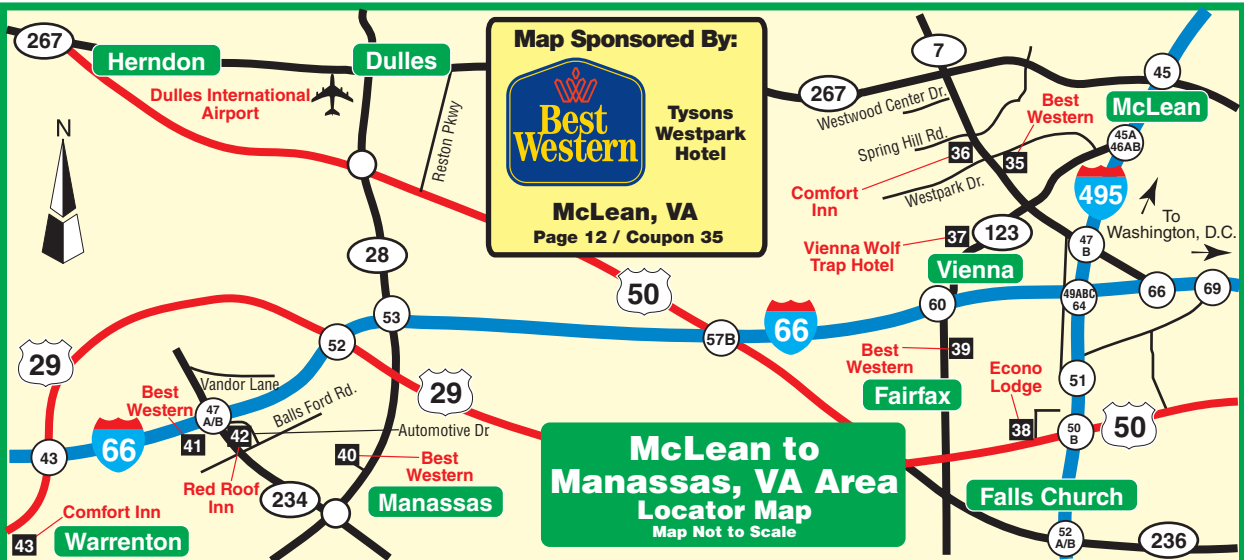 267
Herndon
Dulles
Dulles International
Airport
Reston Pkwy
N
Map Sponsored By:
Best
Western
Tysons
Westpark
Hotel
McLean, VA
Page 12 / Coupon 35
7
267
45
McLean
Westwood Center Dr.
Best
Western
Spring Hill Rd.
36
35
45A
46AB
Westpark Dr.
Comfort
Inn
495
To
Washington, D.C.
37
123
Vienna Wolf
Trap Hotel
47
B
Vienna
28
50
60
49ABC
64
66
69
53
57B
66
52
29
29
Best
Western
39
Fairfax
Econo
Lodge
51
38
50
B
50
Vandor Lane
Balls Ford Rd.
Best
Western
47
A/B
41
42
Automotive Dr
43
66
40
Best
Western
Red Roof
Inn
234
Manassas
McLean to
Manassas, VA Area
Locator Map
Map Not to Scale
Falls Church
Comfort Inn
43
Warrenton
52
A/B
236